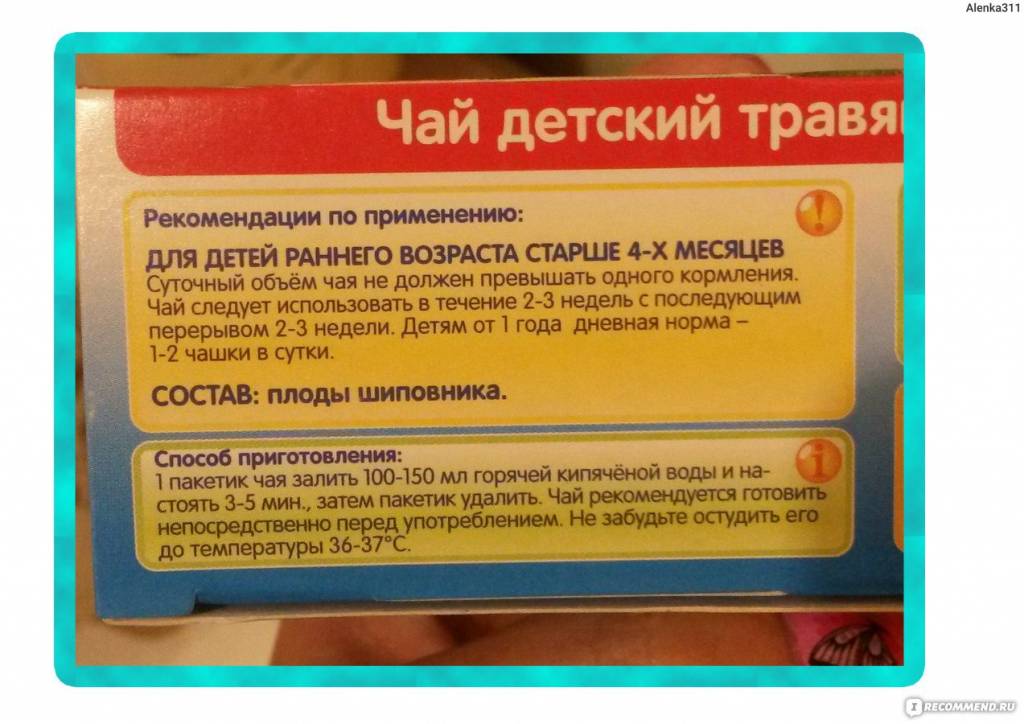 Alenka311
Чай детский травя
Рекомендации по применению:
ДЛЯ ДЕТЕЙ РАННЕГО ВОЗРАСТА СТАРШЕ 4-Х МЕСЯЦЕВ
Суточный объём чая не должен превышать одного кормления.
Чай следует использовать в течение 2-3 недель с последующим
перерывом 2-3 недели. Детям от 1 года дневная норма –
1-2 чашки в сутки.
СОСТАВ: плоды шиповника.
Способ приготовления:
1 пакетик чая залить 100-150 мл горячей кипячёной воды и на-
стоять 3-5 мин., затем пакетик удалить. Чай рекомендуется готовить
непосредственно перед употреблением. Не забудьте остудить его
до температуры 36-37°С.
I RECOMMEND.RU